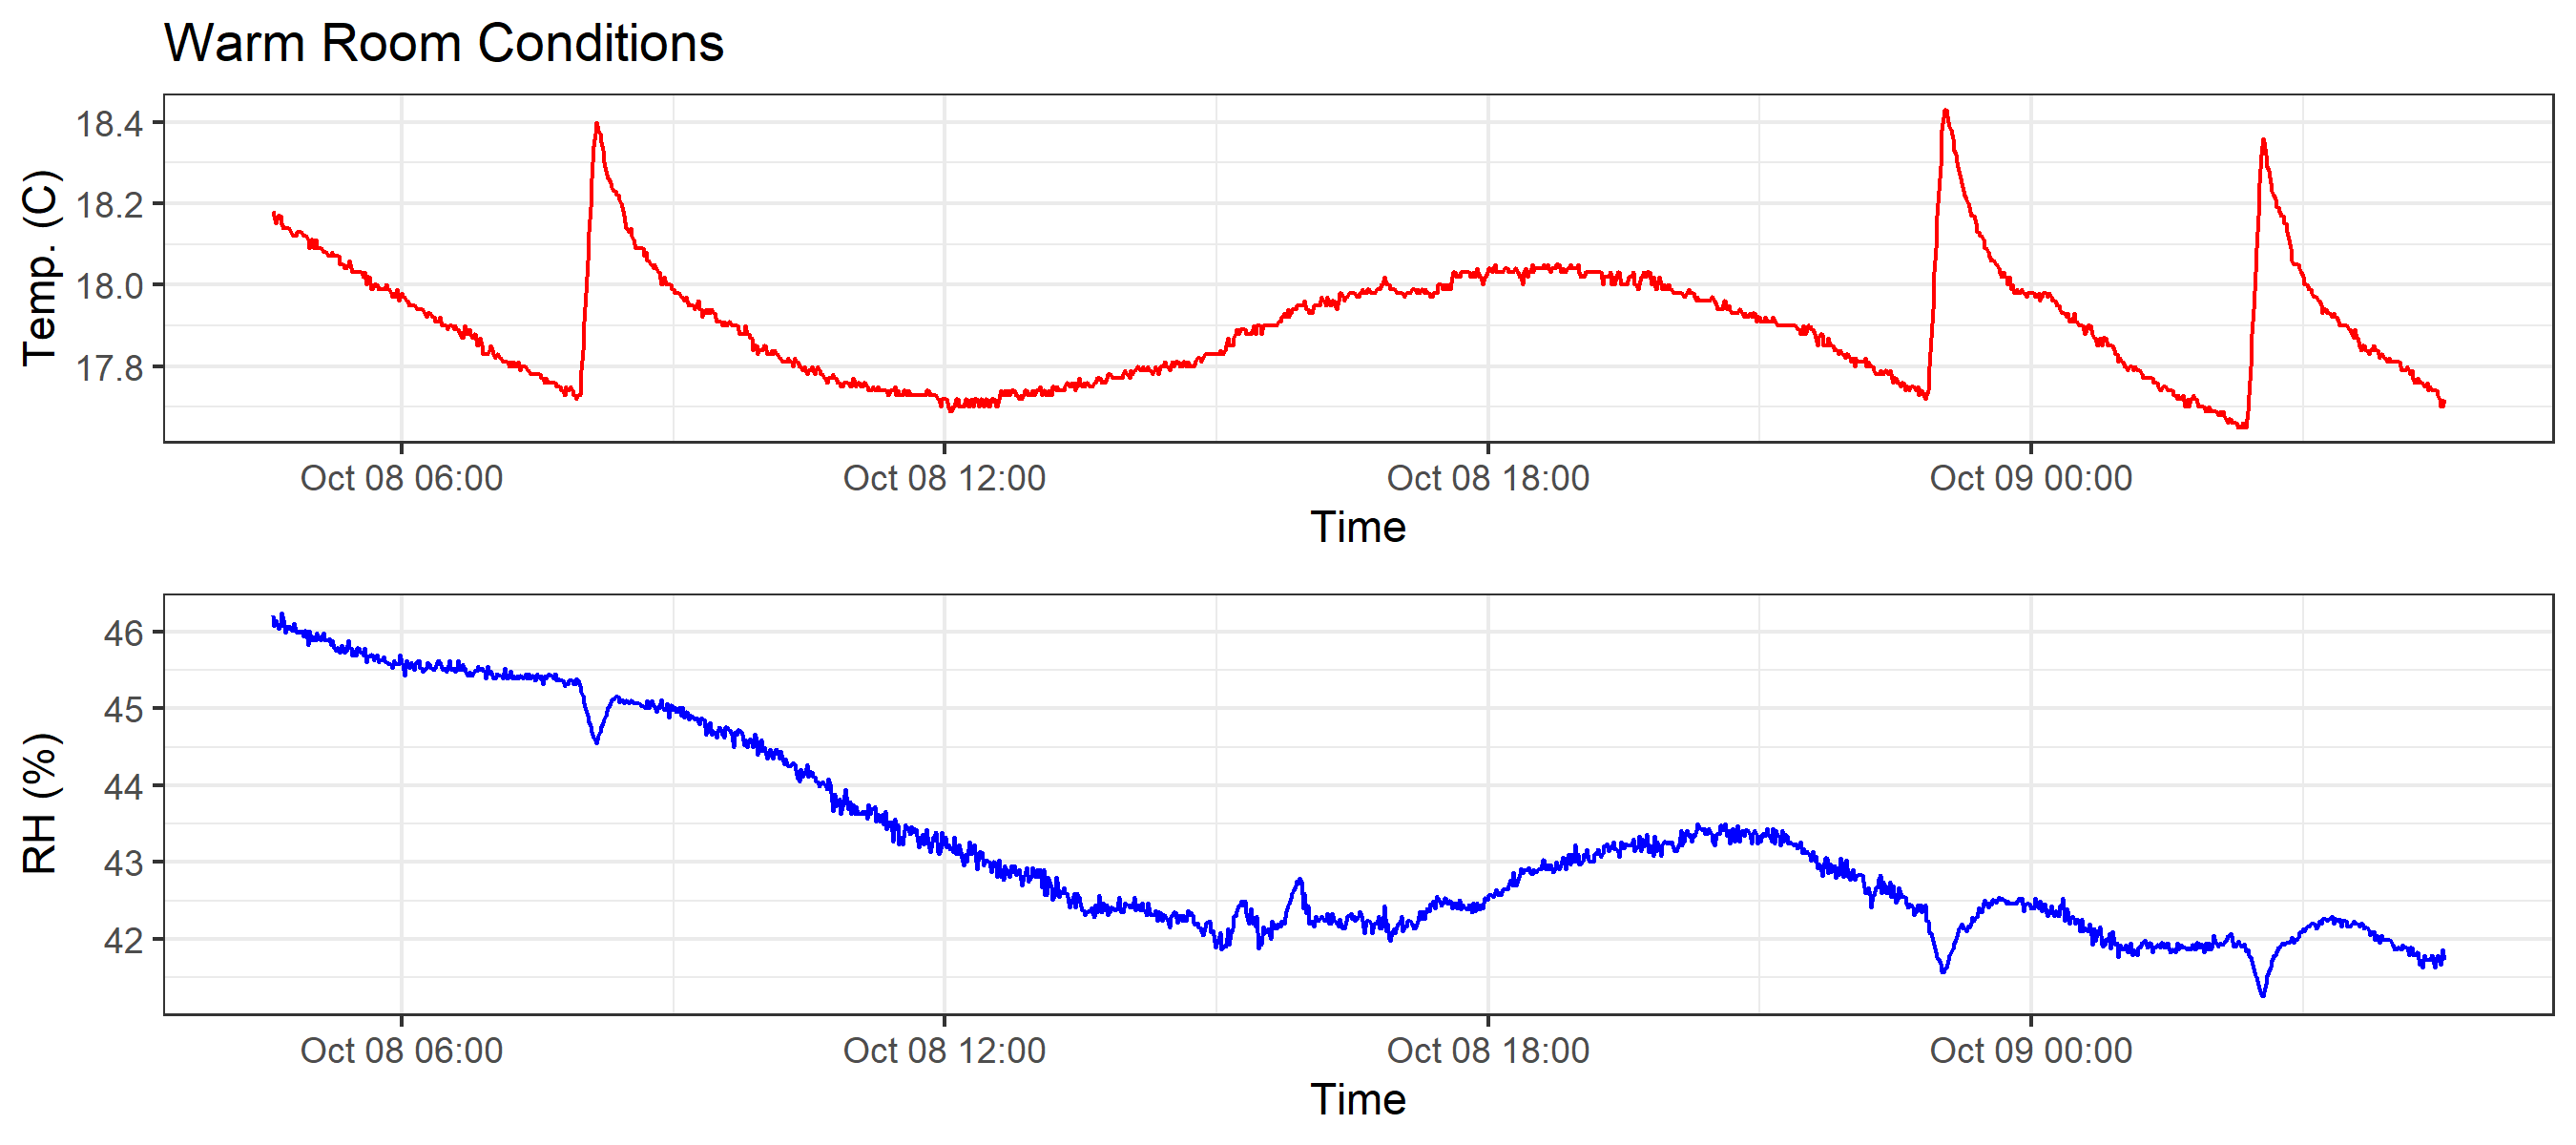 Warm Room Conditions
Temp. (C)
18.4
18.2
18.0
17.8
Oct 08 06:00 Oct 08 12:00 Oct 08 18:00 Oct 09 00:00
Time
RH (%)
46
45
44
43
42
Oct 08 06:00 Oct 08 12:00 Oct 08 18:00 Oct 09 00:00
Time